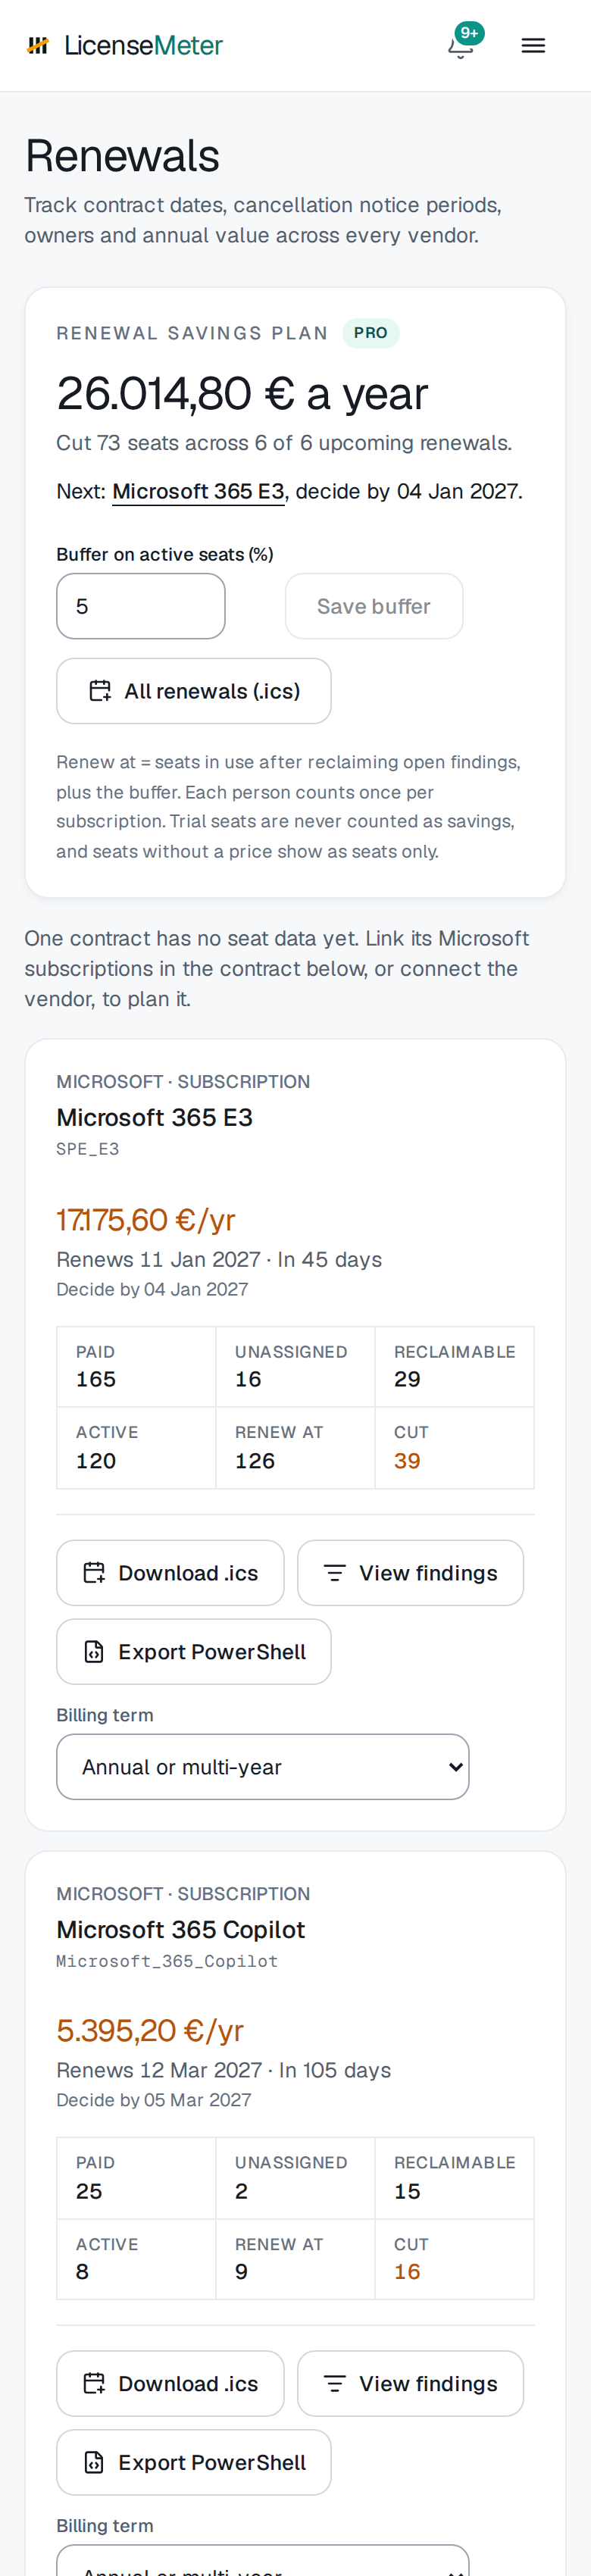 LicenseMeter
9+
Renewals
Track contract dates, cancellation notice periods,
owners and annual value across every vendor.
RENEWAL SAVINGS PLAN PRO
26.014,80 € a year
Cut 73 seats across 6 of 6 upcoming renewals.
Next: Microsoft 365 E3, decide by 04 Jan 2027.
Buffer on active seats (%)
5
Save buffer
All renewals (.ics)
Renew at = seats in use after reclaiming open findings,
plus the buffer. Each person counts once per
subscription. Trial seats are never counted as savings,
and seats without a price show as seats only.
One contract has no seat data yet. Link its Microsoft
subscriptions in the contract below, or connect the
vendor, to plan it.
MICROSOFT · SUBSCRIPTION
Microsoft 365 E3
SPE_E3
17.175,60 €/yr
Renews 11 Jan 2027 · In 45 days
Decide by 04 Jan 2027
PAID UNASSIGNED RECLAIMABLE
165 16 29
ACTIVE RENEW AT CUT
120 126 39
Download .ics View findings
Export PowerShell
Billing term
Annual or multi-year
MICROSOFT · SUBSCRIPTION
Microsoft 365 Copilot
Microsoft_365_Copilot
5.395,20 €/yr
Renews 12 Mar 2027 · In 105 days
Decide by 05 Mar 2027
PAID UNASSIGNED RECLAIMABLE
25 2 15
ACTIVE RENEW AT CUT
8 9 16
Download .ics View findings
Export PowerShell
Billing term
Annual or multi-year